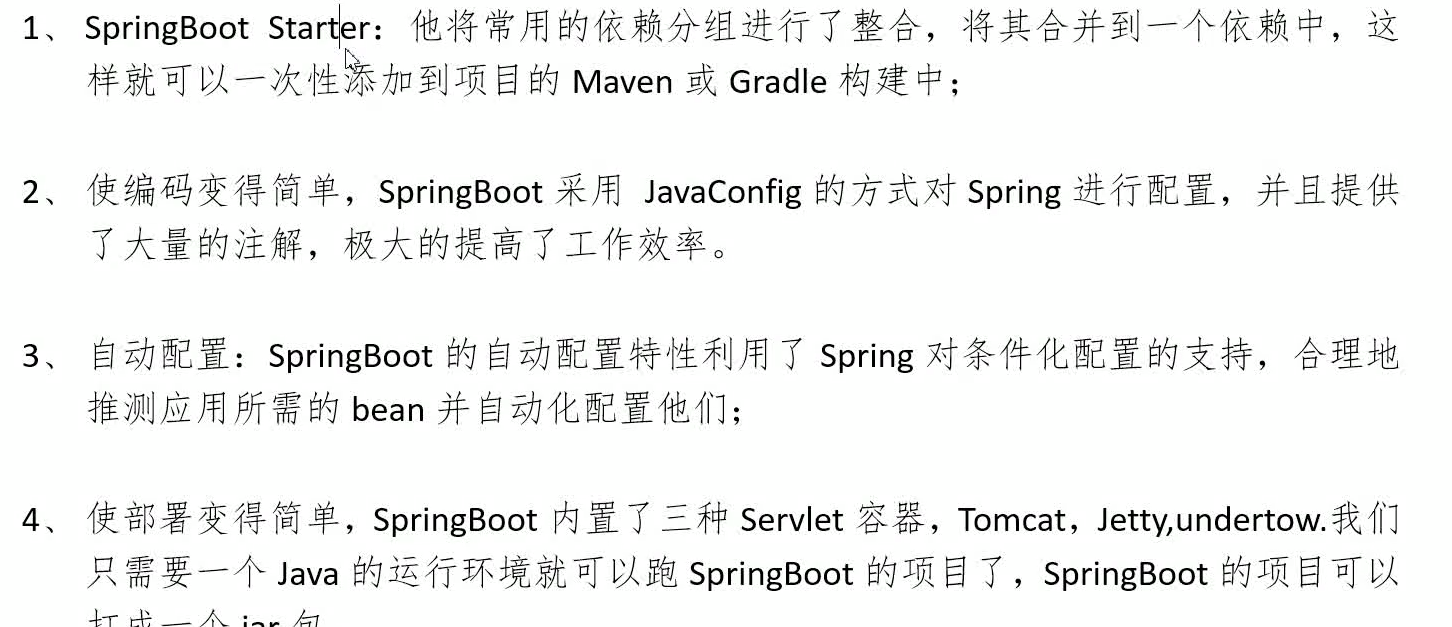 1、 SpringBoot Starter：他将常用的依赖分组进行了整合，将其合并到一个依赖中，这
样就可以一次性添加到项目的 Maven 或 Gradle 构建中；
2、 使编码变得简单，SpringBoot 采用 JavaConfig 的方式对 Spring 进行配置，并且提供
了大量的注解，极大的提高了工作效率。
3、 自动配置：SpringBoot 的自动配置特性利用了 Spring 对条件化配置的支持，合理地
推测应用所需的 bean 并自动化配置他们；
4、 使部署变得简单，SpringBoot 内置了三种 Servlet 容器，Tomcat，Jetty,undertow.我们
只需要一个 Java 的运行环境就可以跑 SpringBoot 的项目了，SpringBoot 的项目可以
打成一个 jar 包